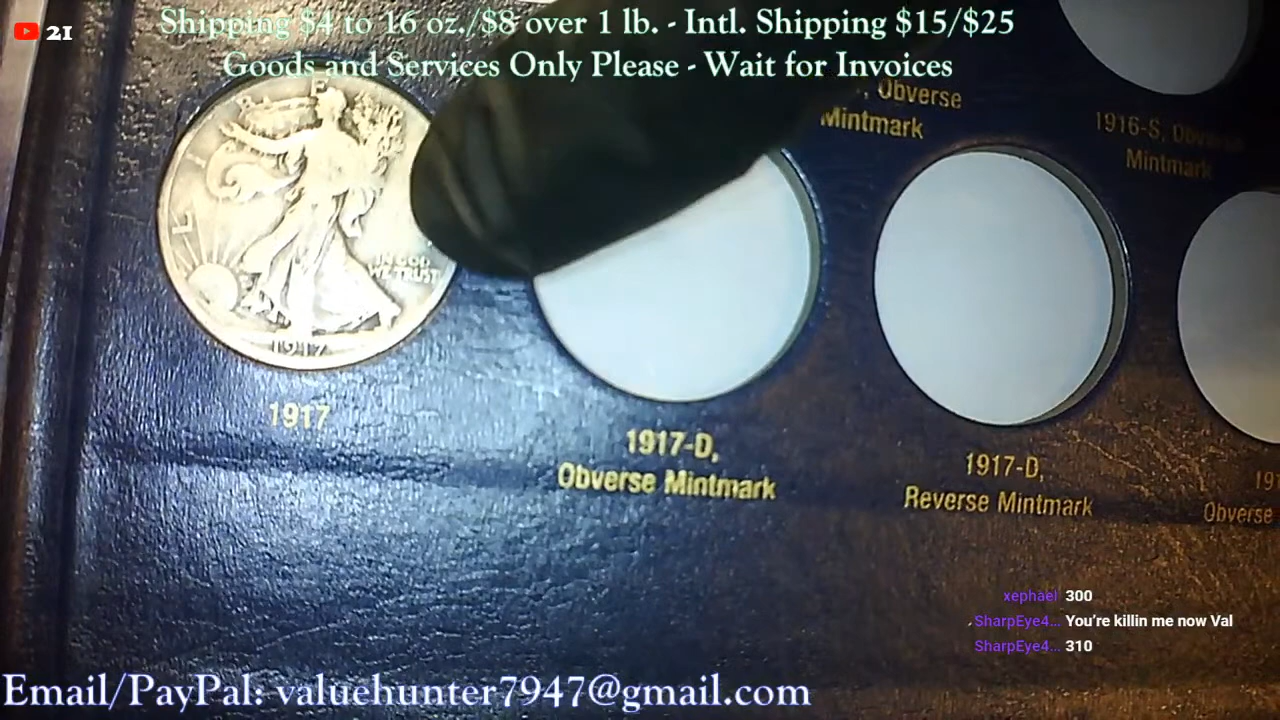 21
Shipping $4 to 16 oz./$8 over 1 lb. - Intl. Shipping $15/$25
Goods and Services Only Please - Wait for Invoices
, Obverse
Mintmark
1916-S, Obverse
Mintmark
L I B E
IN GOD
WE TRUST
1917
1917
1917-D,
Obverse Mintmark
1917-D,
Reverse Mintmark
19
Obverse
xephael 300
SharpEye4... You're killin me now Val
SharpEye4... 310
Email/PayPal: valuehunter7947@gmail.com